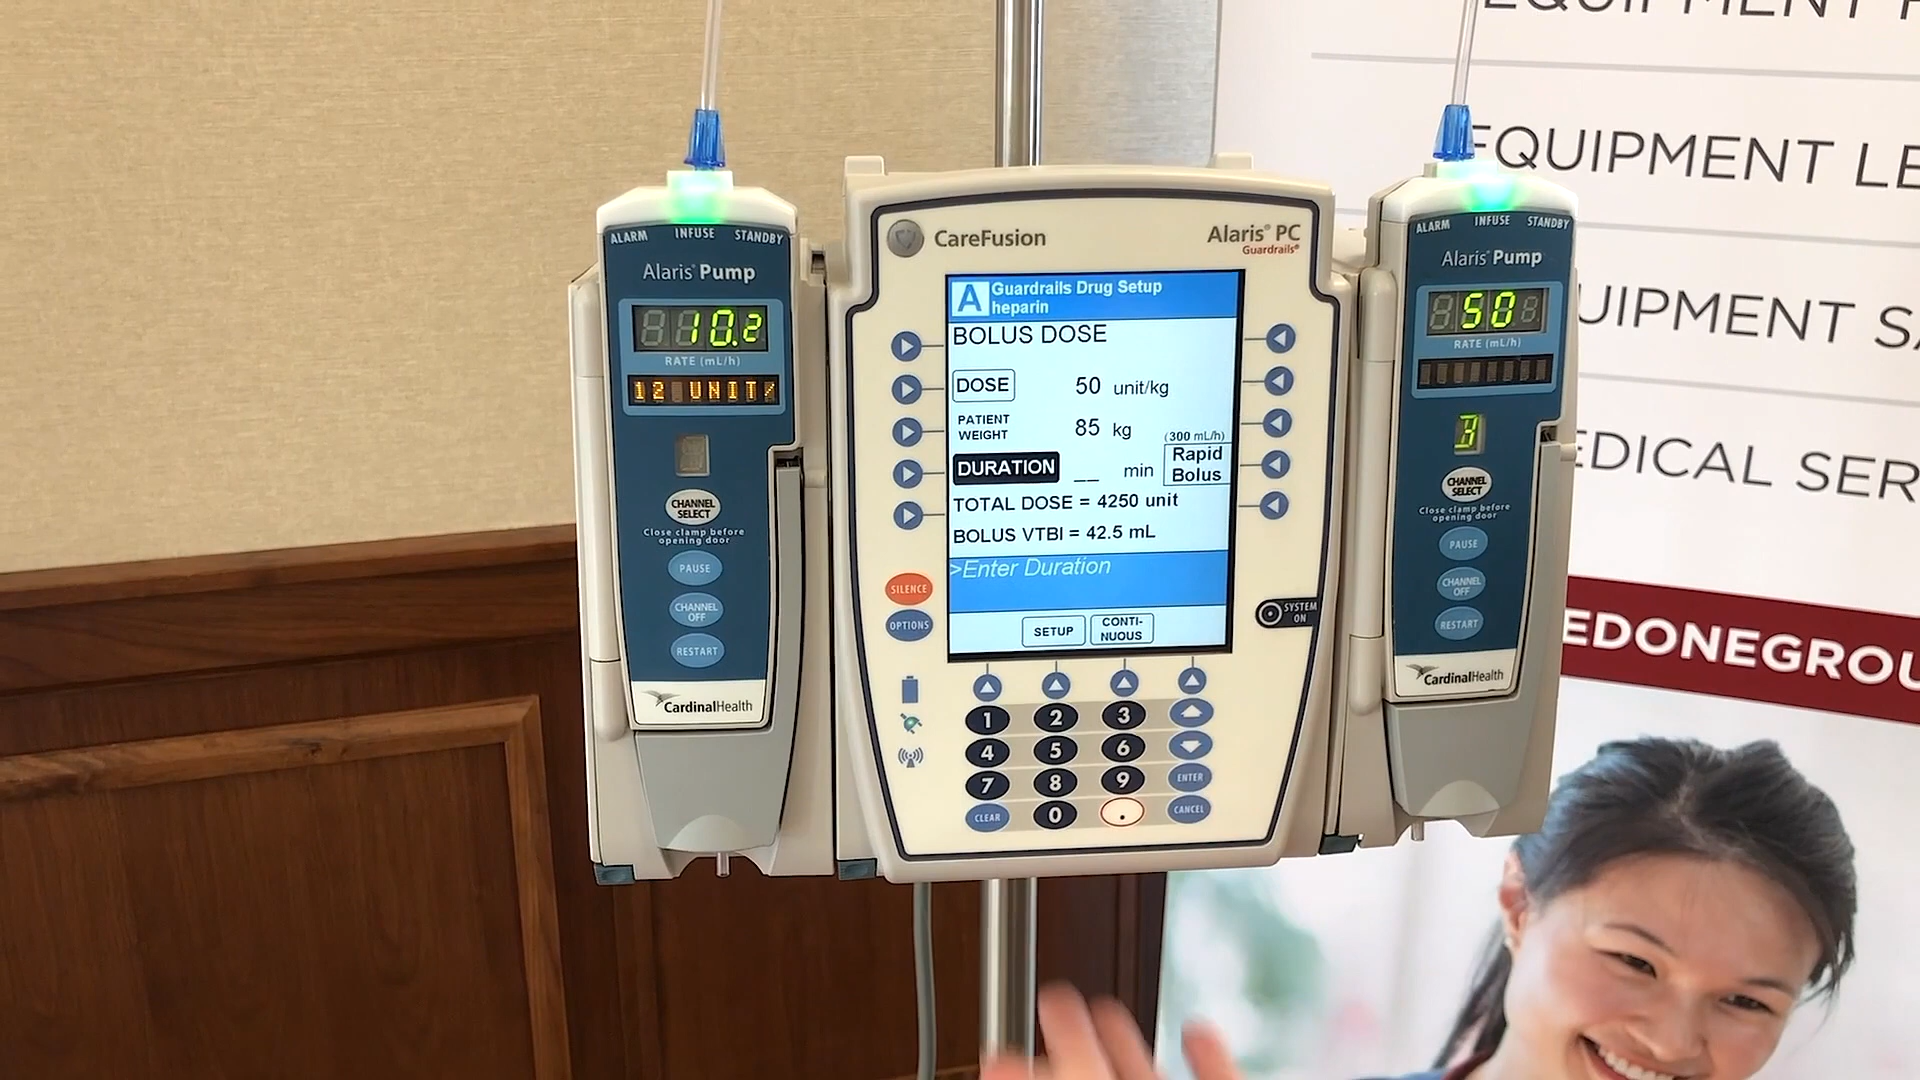 EQUIPMENT
EQUIPMENT LE
UIPMENT SA
EDICAL SER
EDONEGROU
ALARM INFUSE STANDBY
Alaris® Pump
10.2
RATE (mL/h)
12 UNIT/
CHANNEL SELECT
Close clamp before
opening door
PAUSE
CHANNEL OFF
RESTART
CardinalHealth
CareFusion
Alaris® PC
Guardrails®
A Guardrails Drug Setup
heparin
BOLUS DOSE
DOSE 50 unit/kg
PATIENT WEIGHT 85 kg
(300 mL/h)
DURATION __ min Rapid Bolus
TOTAL DOSE = 4250 unit
BOLUS VTBI = 42.5 mL
>Enter Duration
SETUP CONTI-NUOUS
SILENCE
OPTIONS
SYSTEM ON
1 2 3
4 5 6
7 8 9 ENTER
CLEAR 0 . CANCEL
ALARM INFUSE STANDBY
Alaris® Pump
50
RATE (mL/h)
B
CHANNEL SELECT
Close clamp before
opening door
PAUSE
CHANNEL OFF
RESTART
CardinalHealth